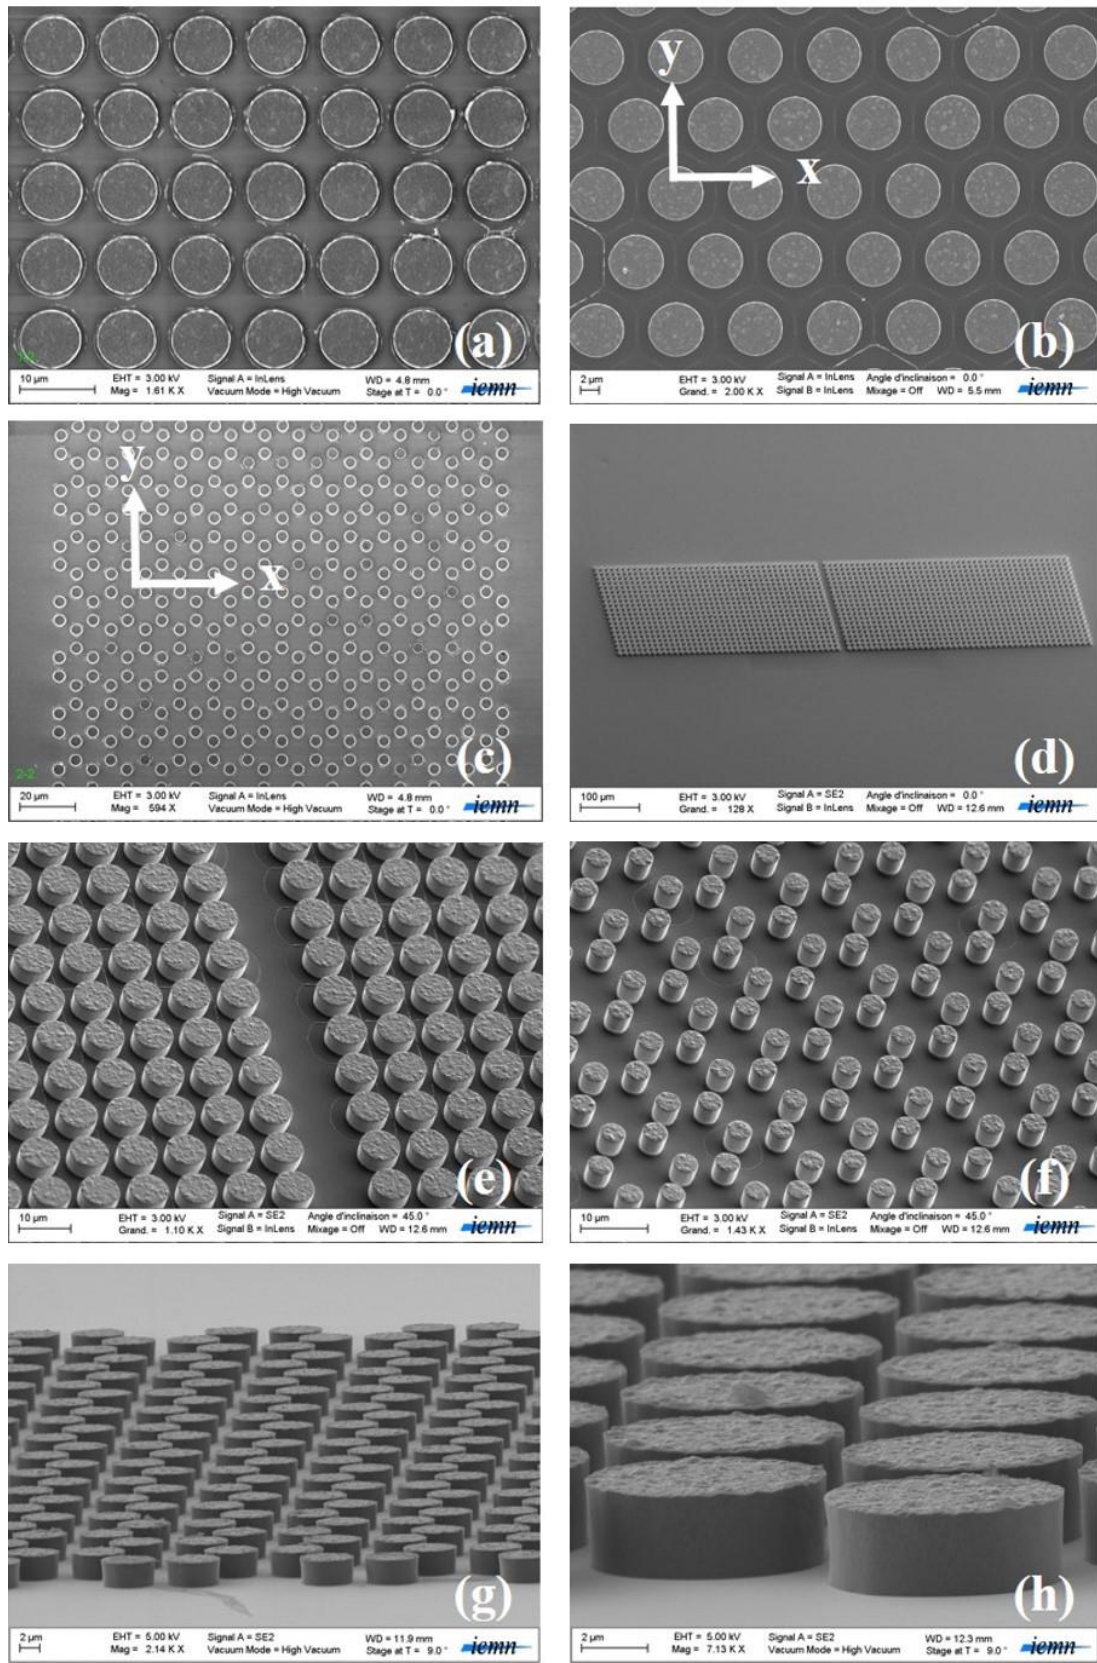 (a)
1-2
10 µm
EHT = 3.00 kV
Mag = 1.61 K X
Signal A = InLens
Vacuum Mode = High Vacuum
WD = 4.8 mm
Stage at T = 0.0 °
iemn
y
x
(b)
2 µm
EHT = 3.00 kV
Grand. = 2.00 K X
Signal A = InLens
Signal B = InLens
Angle d'inclinaison = 0.0 °
Mixage = Off WD = 5.5 mm
iemn
y
x
(c)
2-2
20 µm
EHT = 3.00 kV
Mag = 594 X
Signal A = InLens
Vacuum Mode = High Vacuum
WD = 4.8 mm
Stage at T = 0.0 °
iemn
(d)
100 µm
EHT = 3.00 kV
Grand. = 128 X
Signal A = SE2
Signal B = InLens
Angle d'inclinaison = 0.0 °
Mixage = Off WD = 12.6 mm
iemn
(e)
10 µm
EHT = 3.00 kV
Grand. = 1.10 K X
Signal A = SE2
Signal B = InLens
Angle d'inclinaison = 45.0 °
Mixage = Off WD = 12.6 mm
iemn
(f)
10 µm
EHT = 3.00 kV
Grand. = 1.43 K X
Signal A = SE2
Signal B = InLens
Angle d'inclinaison = 45.0 °
Mixage = Off WD = 12.6 mm
iemn
(g)
2 µm
EHT = 5.00 kV
Mag = 2.14 K X
Signal A = SE2
Vacuum Mode = High Vacuum
WD = 11.9 mm
Stage at T = 9.0 °
iemn
(h)
2 µm
EHT = 5.00 kV
Mag = 7.13 K X
Signal A = SE2
Vacuum Mode = High Vacuum
WD = 12.3 mm
Stage at T = 9.0 °
iemn